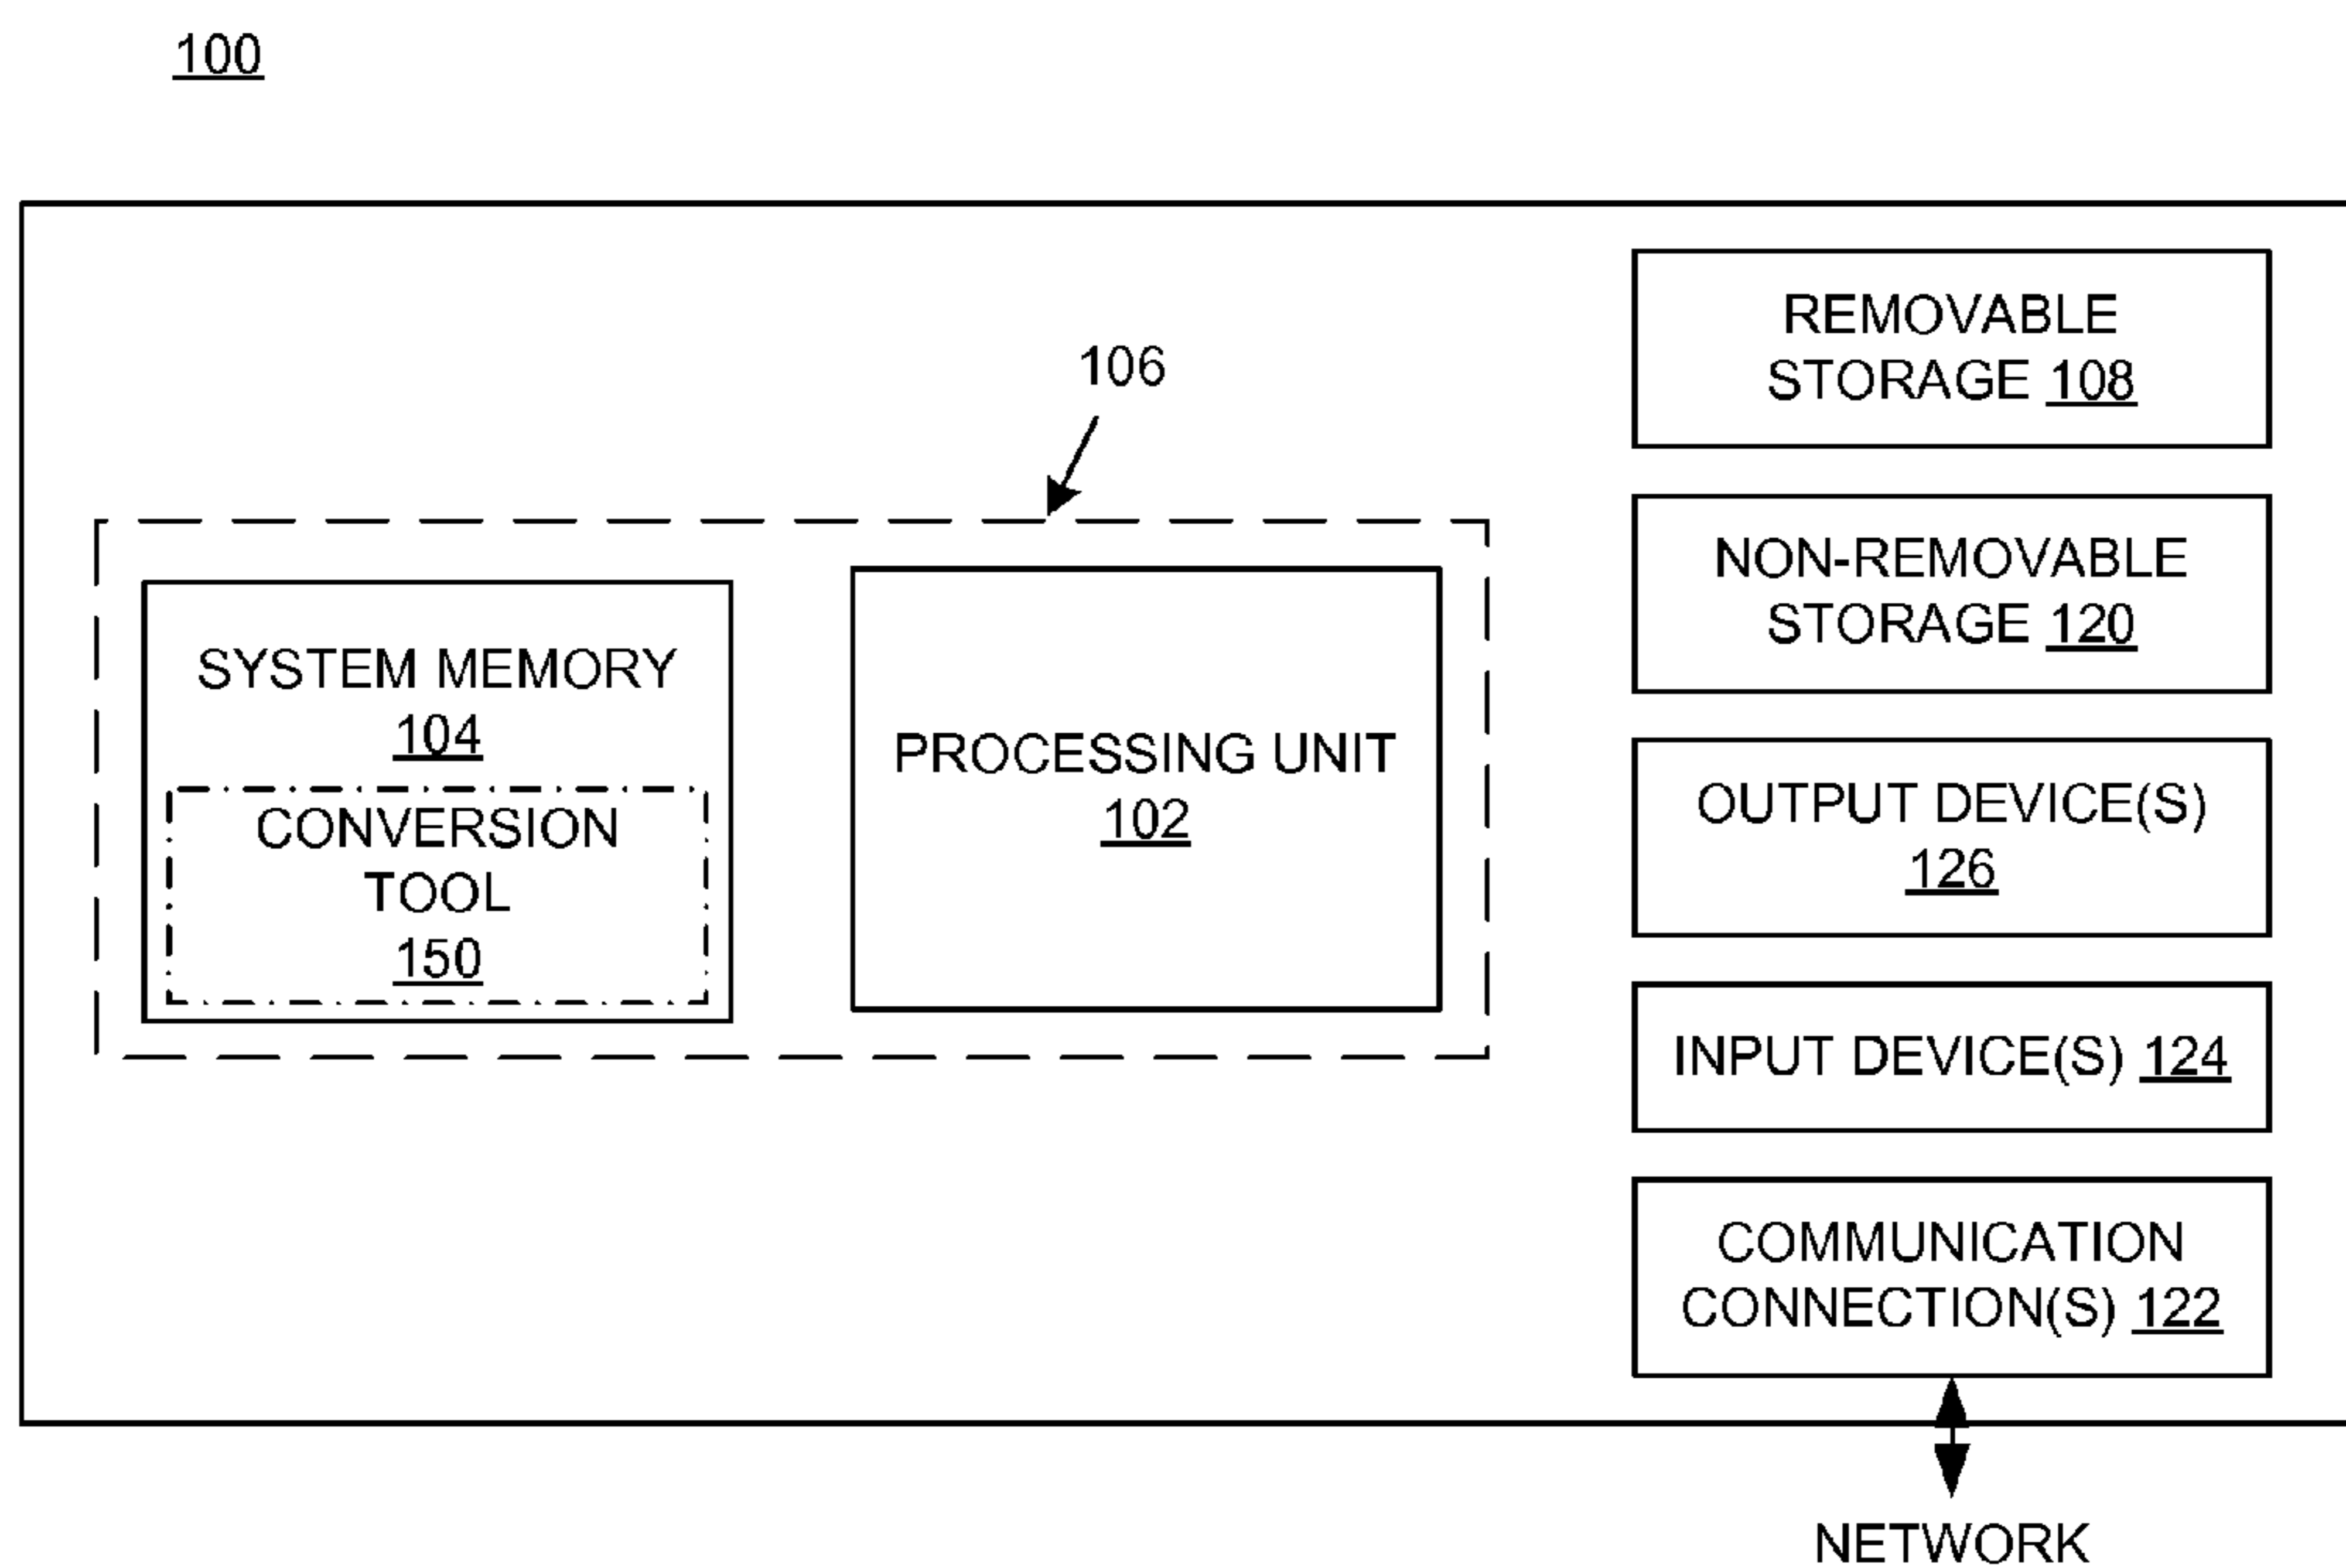 100
106
SYSTEM MEMORY
104
CONVERSION
TOOL
150
PROCESSING UNIT
102
REMOVABLE
STORAGE 108
NON-REMOVABLE
STORAGE 120
OUTPUT DEVICE(S)
126
INPUT DEVICE(S) 124
COMMUNICATION
CONNECTION(S) 122
NETWORK